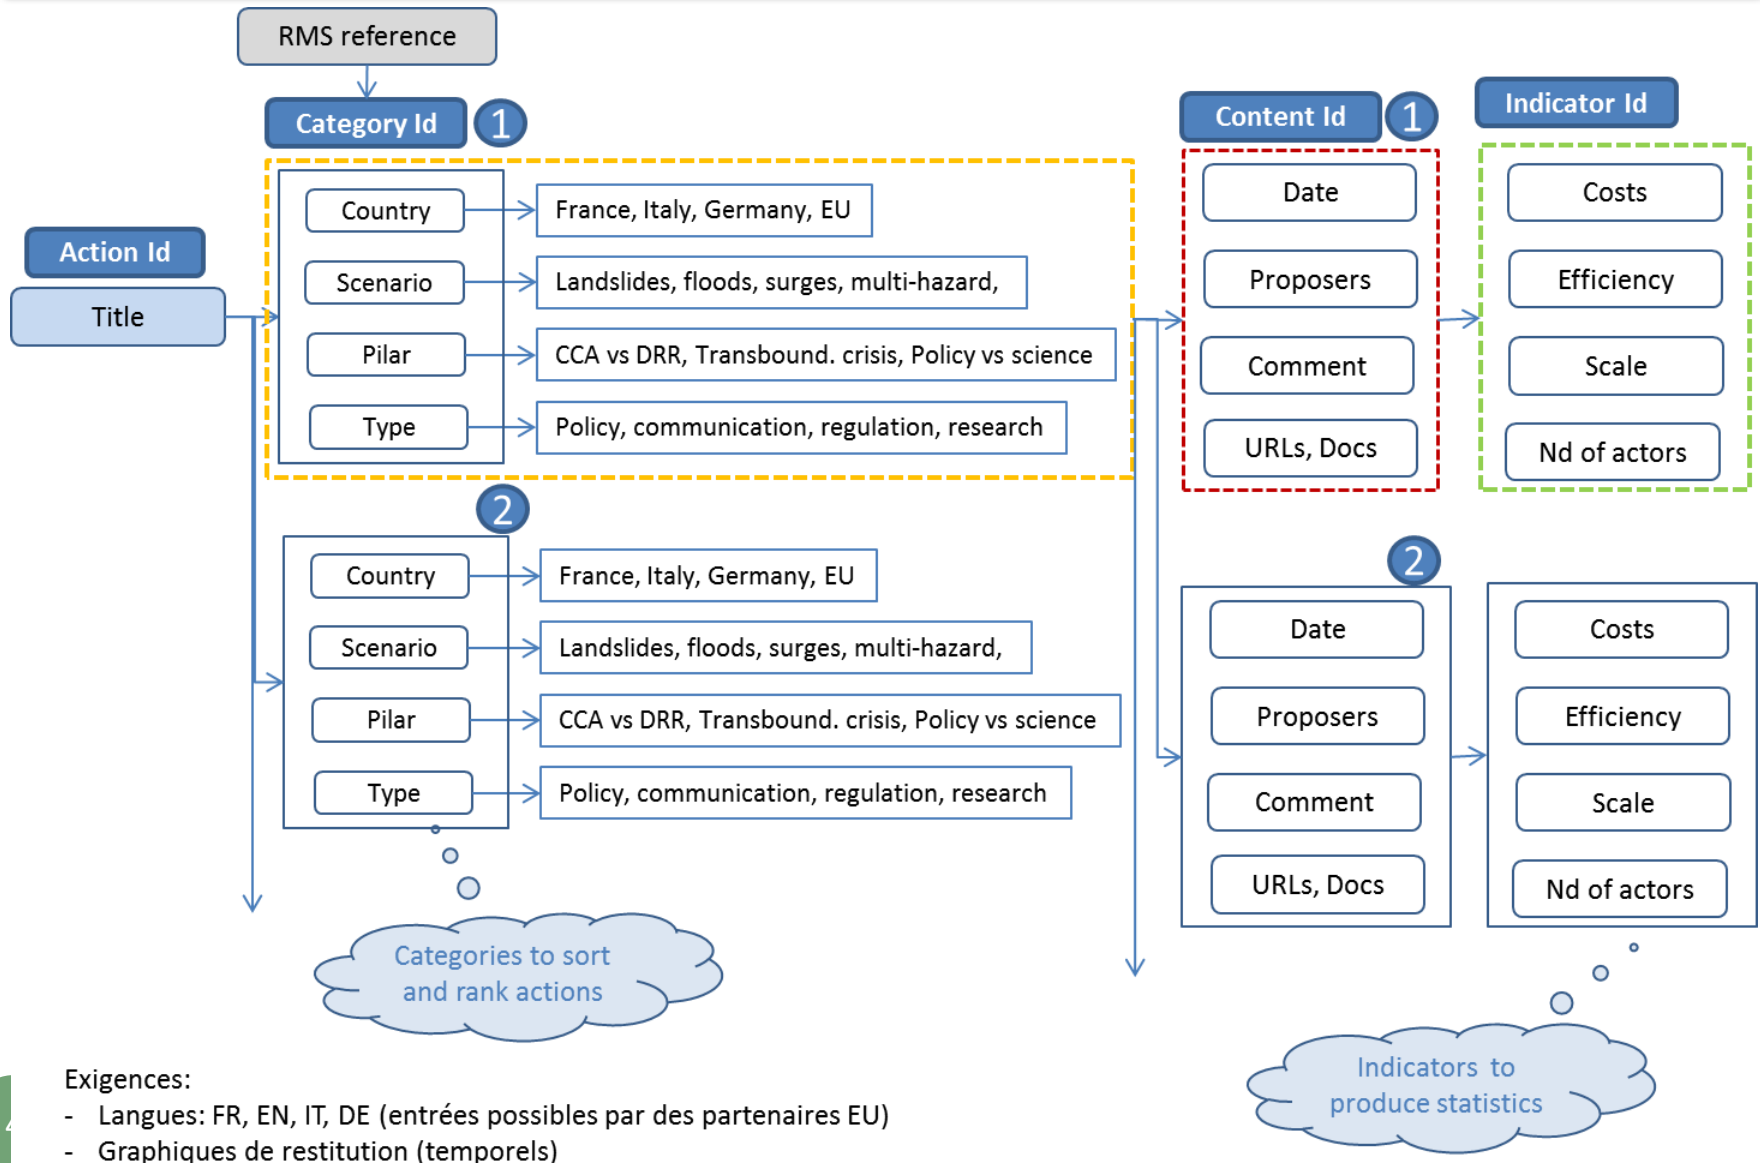 RMS reference
Category Id
1
Content Id
1
Indicator Id
Action Id
Title
Country
France, Italy, Germany, EU
Scenario
Landslides, floods, surges, multi-hazard,
Pilar
CCA vs DRR, Transbound. crisis, Policy vs science
Type
Policy, communication, regulation, research
Date
Proposers
Comment
URLs, Docs
Costs
Efficiency
Scale
Nd of actors
2
Country
France, Italy, Germany, EU
Scenario
Landslides, floods, surges, multi-hazard,
Pilar
CCA vs DRR, Transbound. crisis, Policy vs science
Type
Policy, communication, regulation, research
2
Date
Proposers
Comment
URLs, Docs
Costs
Efficiency
Scale
Nd of actors
Categories to sort
and rank actions
Indicators to
produce statistics
Exigences:
- Langues: FR, EN, IT, DE (entrées possibles par des partenaires EU)
- Graphiques de restitution (temporels)